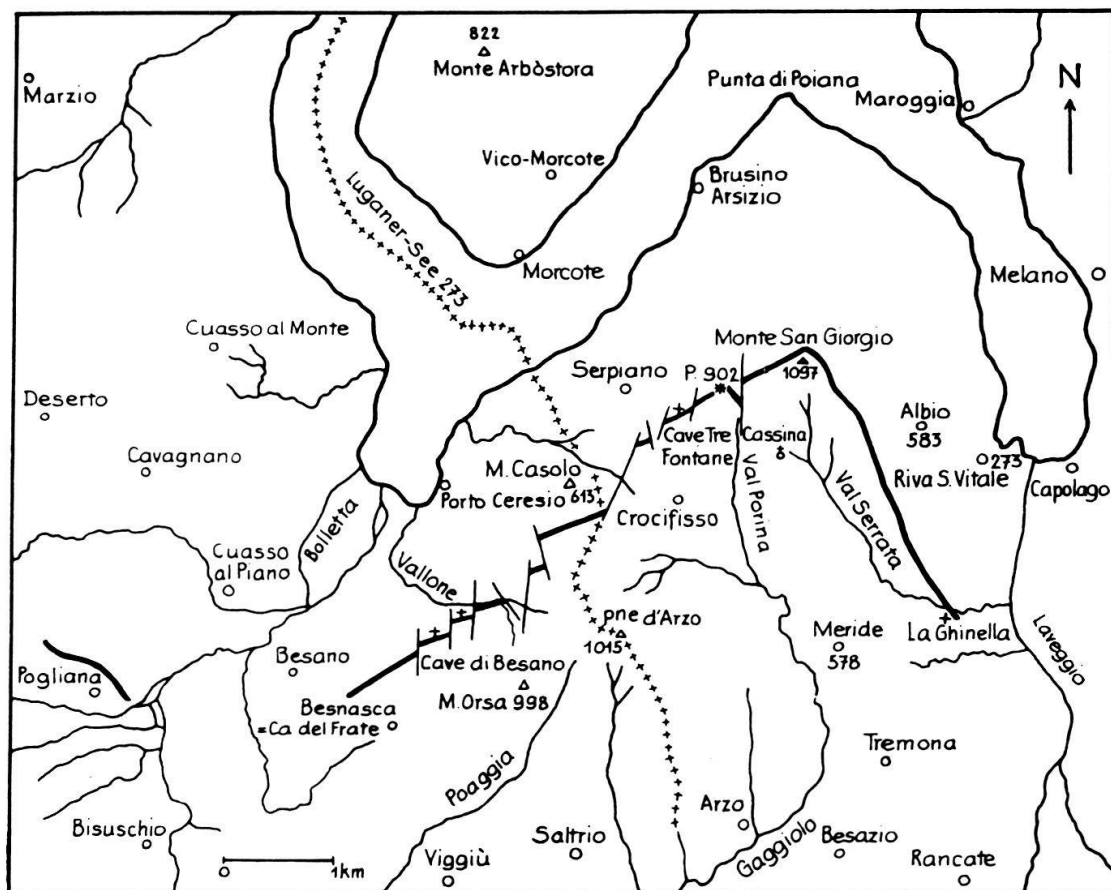 822
Monte Arbòstora
Marzio
Punta di Poiana
Maroggia
N
Vico-Morcote
Brusino
Arsizio
Luganer-See 273
Morcote
Melano
Cuasso al Monte
Monte San Giorgio
1097
Serpiano
P. 902
Deserto
Albio
583
Cavagnano
Cave Tre
Fontane
Cassina
273
Riva S. Vitale
Capolago
M. Casolo
613
Porto Ceresio
Crocifisso
Val Porina
Val Serrata
Bolletta
Cuasso
al Piano
Vallone
pne d'Arzo
1015
Meride
578
La Ghinella
Laveggio
Besano
Cave di Besano
Pogliana
M. Orsa 998
Besnasca
=Ca del Frate
Tremona
Poaggia
Arzo
Bisuschio
Saltrio
Gaggiolo
Besazio
1km
Viggiù
Rancate